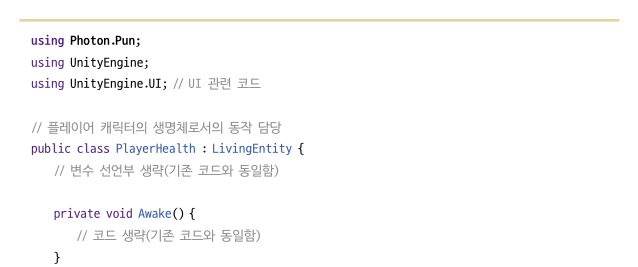 using Photon.Pun;
using UnityEngine;
using UnityEngine.UI; // UI 관련 코드
// 플레이어 캐릭터의 생명체로서의 동작 담당
public class PlayerHealth : LivingEntity {
// 변수 선언부 생략(기존 코드와 동일함)
private void Awake() {
// 코드 생략(기존 코드와 동일함)
}